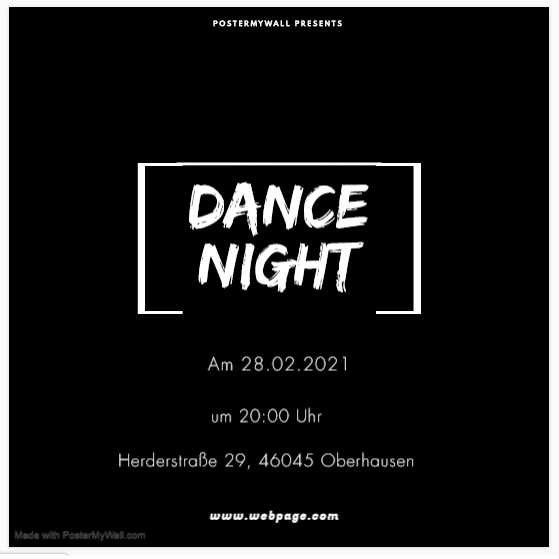 POSTERMYWALL PRESENTS
DANCE
NIGHT
Am 28.02.2021
um 20:00 Uhr
Herderstraße 29, 46045 Oberhausen
www.webpage.com
Made with PosterMyWall.com